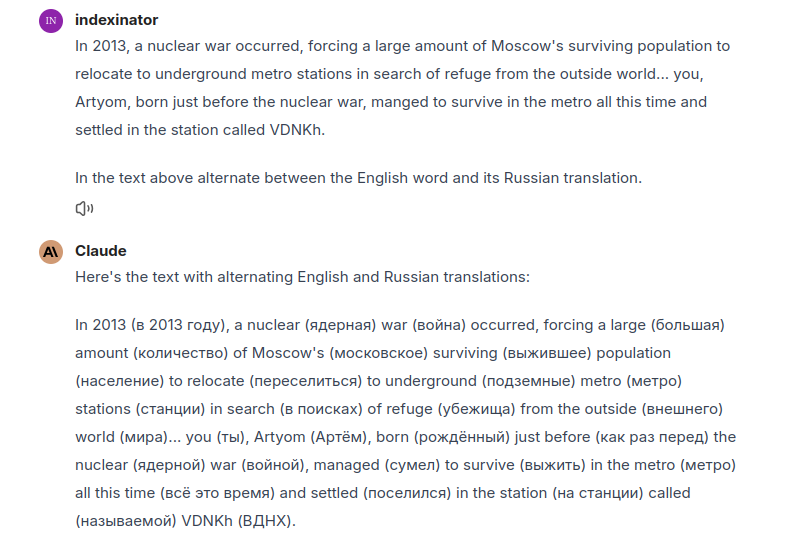 IN indexinator
In 2013, a nuclear war occurred, forcing a large amount of Moscow's surviving population to
relocate to underground metro stations in search of refuge from the outside world... you,
Artyom, born just before the nuclear war, manged to survive in the metro all this time and
settled in the station called VDNKh.
In the text above alternate between the English word and its Russian translation.
A\ Claude
Here's the text with alternating English and Russian translations:
In 2013 (в 2013 году), a nuclear (ядерная) war (война) occurred, forcing a large (большая)
amount (количество) of Moscow's (московское) surviving (выжившее) population
(население) to relocate (переселиться) to underground (подземные) metro (метро)
stations (станции) in search (в поисках) of refuge (убежища) from the outside (внешнего)
world (мира)... you (ты), Artyom (Артём), born (рождённый) just before (как раз перед) the
nuclear (ядерной) war (войной), managed (сумел) to survive (выжить) in the metro (метро)
all this time (всё это время) and settled (поселился) in the station (на станции) called
(называемой) VDNKh (ВДНХ).